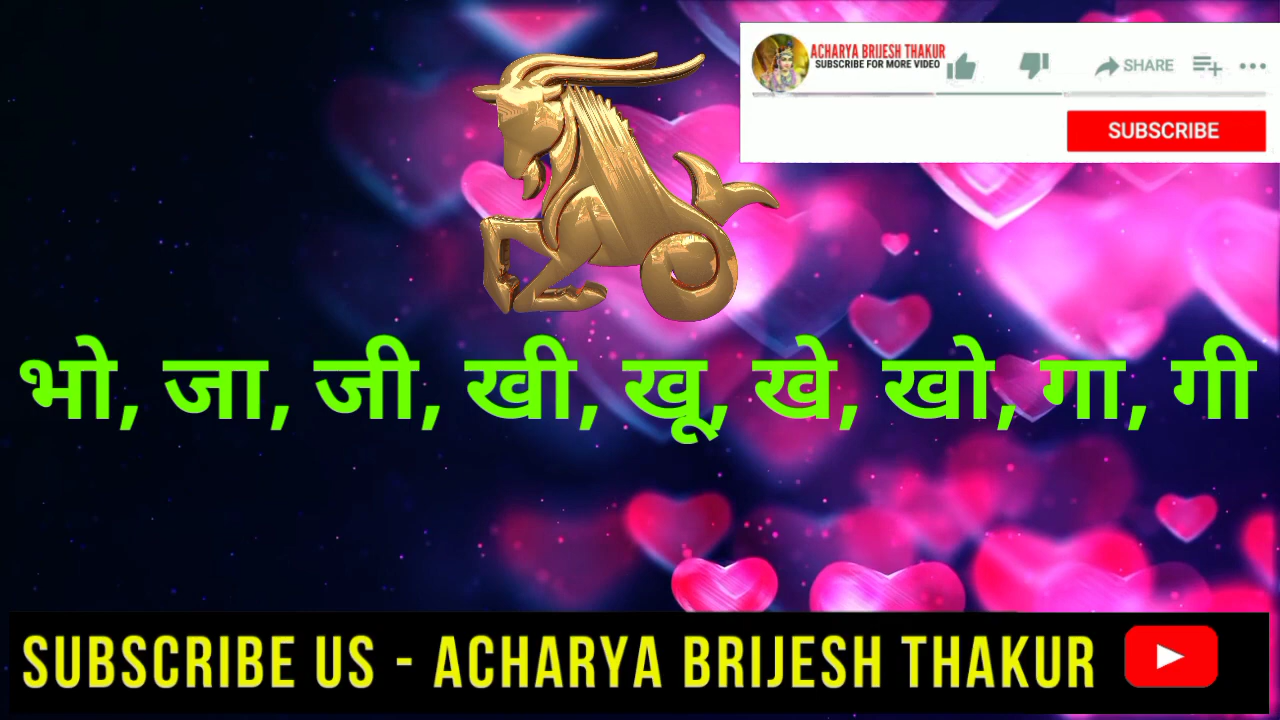 ACHARYA BRIJESH THAKUR
SUBSCRIBE FOR MORE VIDEO
SHARE
SUBSCRIBE
भो, जा, जी, खी, खू, खे, खो, गा, गी
SUBSCRIBE US - ACHARYA BRIJESH THAKUR